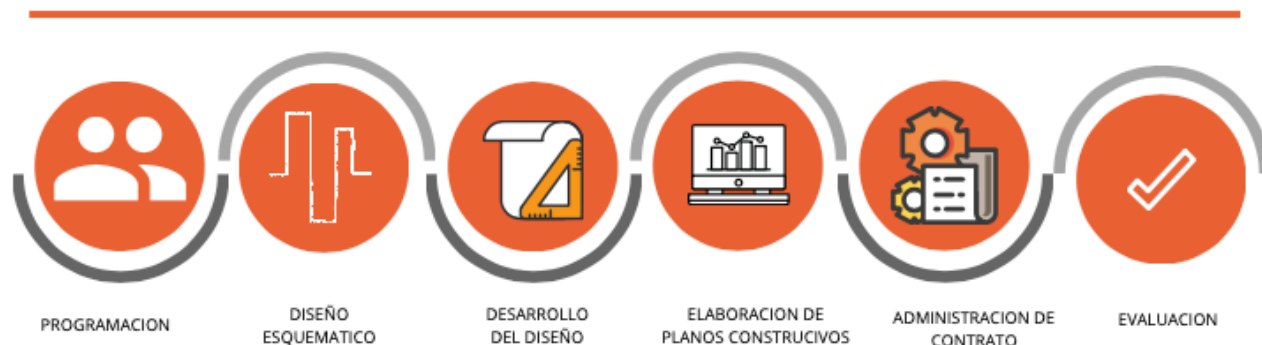 PROGRAMACION
DISEÑO
ESQUEMATICO
DESARROLLO
DEL DISEÑO
ELABORACION DE
PLANOS CONSTRUCIVOS
ADMINISTRACION DE
CONTRATO
EVALUACION